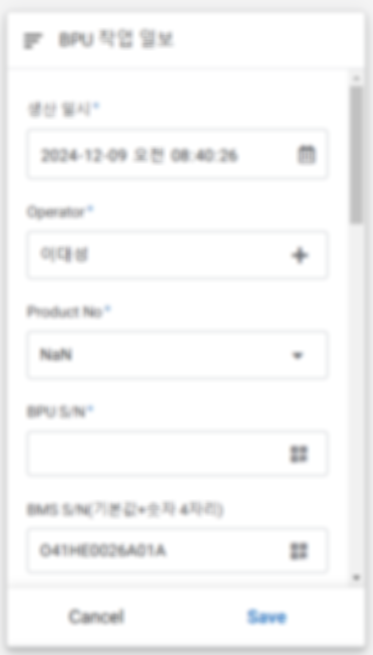 BPU 작업 일보
생산 일시*
2024-12-09 오전 08:40:26
Operator*
이대성
Product No*
NaN
BPU S/N*
BMS S/N(기본값+숫자 4자리)
O41HE0026A01A
Cancel Save